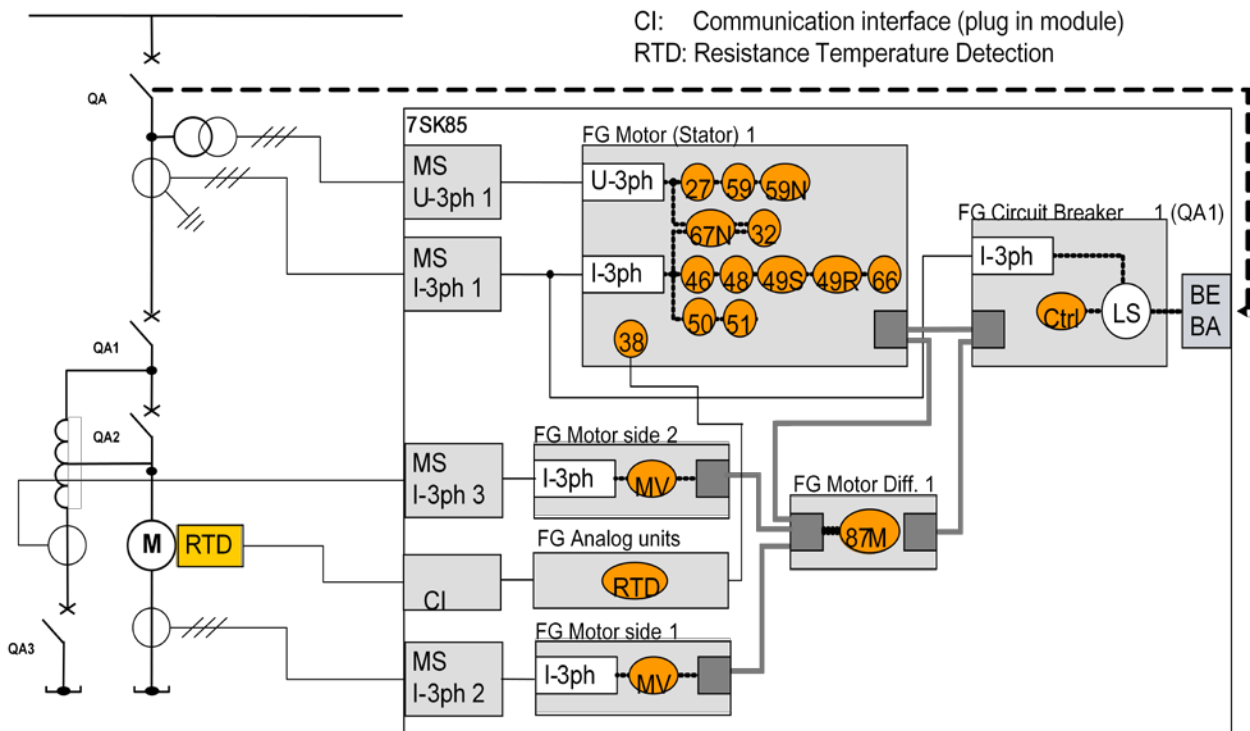 CI: Communication interface (plug in module)
RTD: Resistance Temperature Detection
QA
7SK85
FG Motor (Stator) 1
MS
U-3ph 1
U-3ph
27
59
59N
67N
32
FG Circuit Breaker 1 (QA1)
MS
I-3ph 1
I-3ph
46
48
49S
49R
66
I-3ph
50
51
38
Ctrl
LS
BE
BA
QA1
QA2
FG Motor side 2
MS
I-3ph 3
I-3ph
MV
FG Motor Diff. 1
87M
M
RTD
FG Analog units
CI
RTD
QA3
FG Motor side 1
MS
I-3ph 2
I-3ph
MV